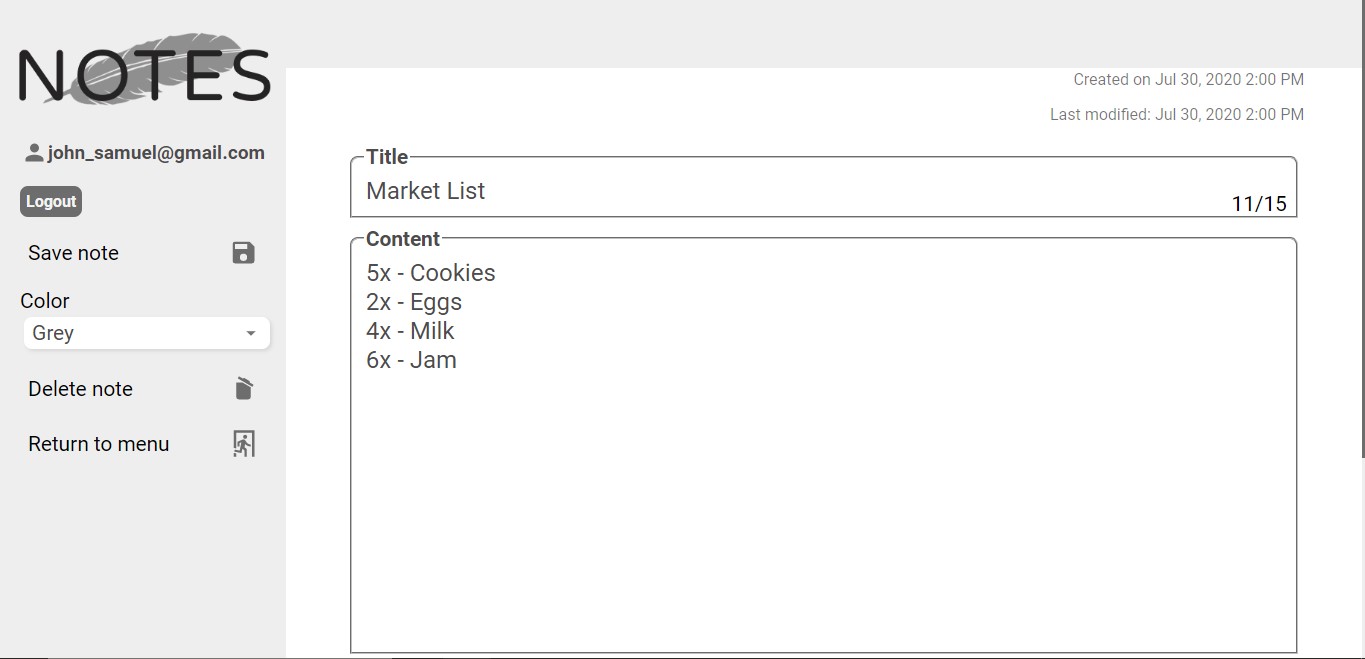 NOTES
john_samuel@gmail.com
Logout
Save note
Color
Grey
Delete note
Return to menu
Created on Jul 30, 2020 2:00 PM
Last modified: Jul 30, 2020 2:00 PM
Title
Market List
11/15
Content
5x - Cookies
2x - Eggs
4x - Milk
6x - Jam